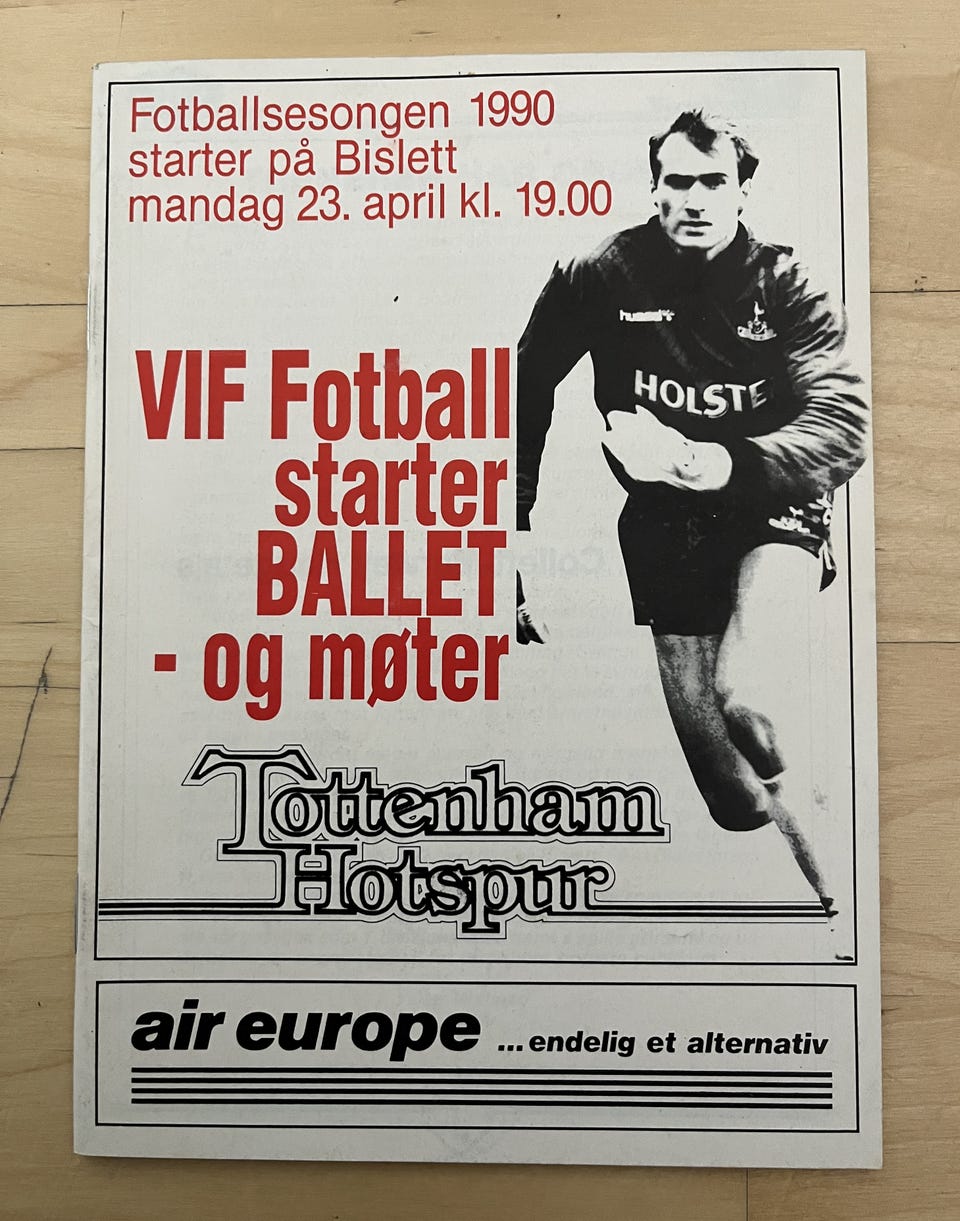 Fotballsesongen 1990
starter på Bislett
mandag 23. april kl. 19.00
hummel
HOLSTE
VIF Fotball
starter
BALLET
- og møter
Tottenham
Hotspur
air europe ...endelig et alternativ